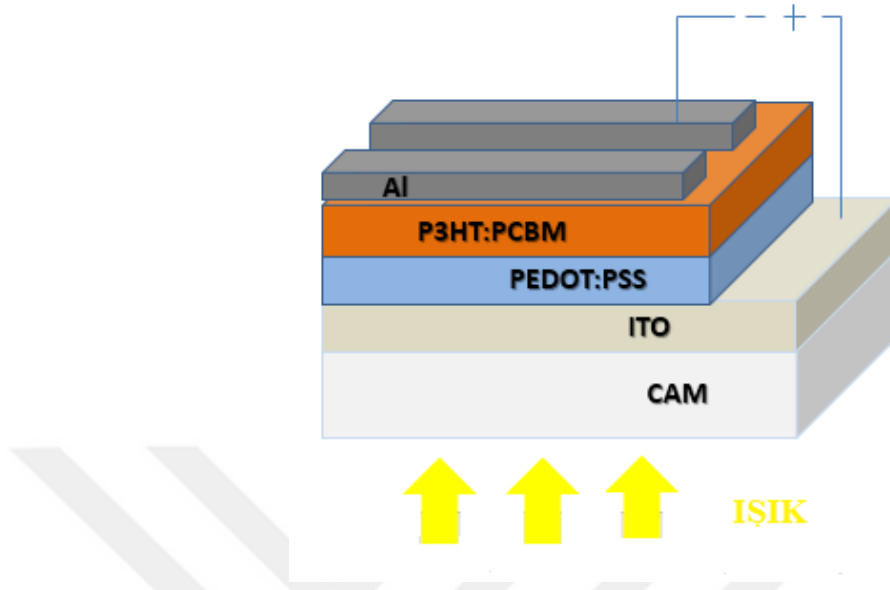 Al
P3HT:PCBM
PEDOT:PSS
ITO
CAM
IŞIK